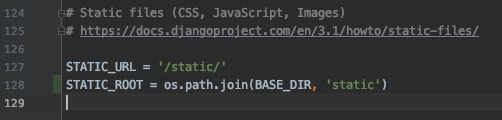 124 # Static files (CSS, JavaScript, Images)
125 # https://docs.djangoproject.com/en/3.1/howto/static-files/
126
127 STATIC_URL = '/static/'
128 STATIC_ROOT = os.path.join(BASE_DIR, 'static')
129